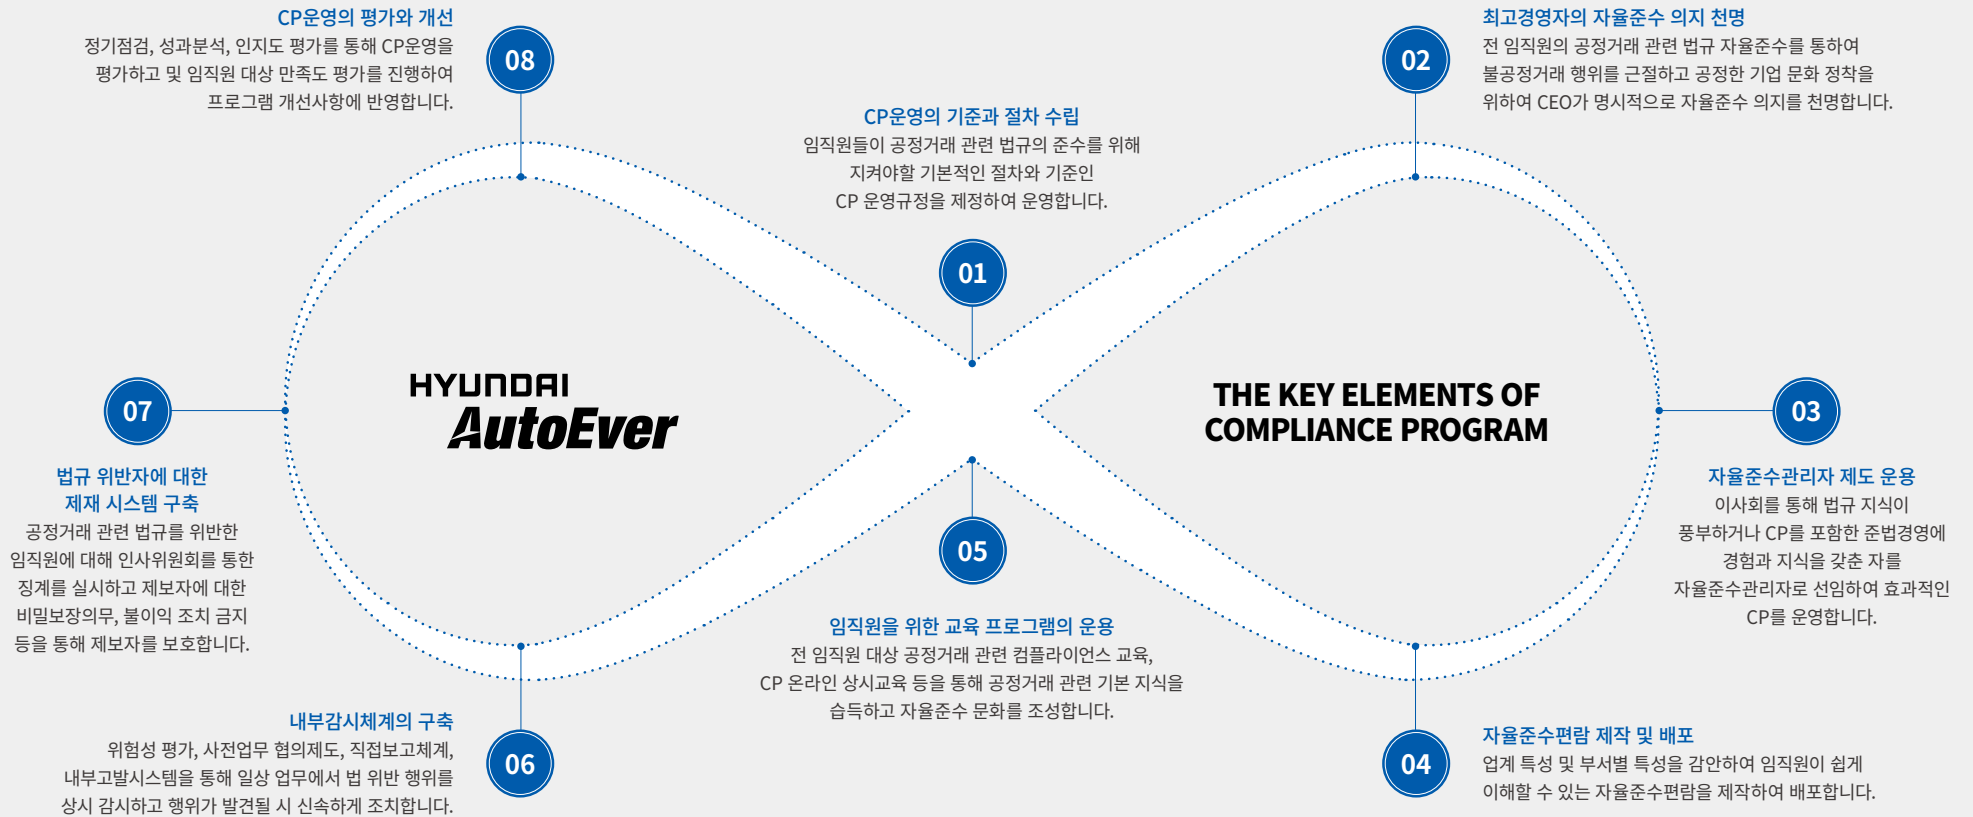 CP운영의 평가와 개선
정기점검, 성과분석, 인지도 평가를 통해 CP운영을
평가하고 및 임직원 대상 만족도 평가를 진행하여
프로그램 개선사항에 반영합니다.
08
02
최고경영자의 자율준수 의지 천명
전 임직원의 공정거래 관련 법규 자율준수를 통하여
불공정거래 행위를 근절하고 공정한 기업 문화 정착을
위하여 CEO가 명시적으로 자율준수 의지를 천명합니다.
CP운영의 기준과 절차 수립
임직원들이 공정거래 관련 법규의 준수를 위해
지켜야할 기본적인 절차와 기준인
CP 운영규정을 제정하여 운영합니다.
01
HYUNDAI
AutoEver
THE KEY ELEMENTS OF
COMPLIANCE PROGRAM
07
법규 위반자에 대한
제재 시스템 구축
공정거래 관련 법규를 위반한
임직원에 대해 인사위원회를 통한
징계를 실시하고 제보자에 대한
비밀보장의무, 불이익 조치 금지
등을 통해 제보자를 보호합니다.
03
자율준수관리자 제도 운용
이사회를 통해 법규 지식이
풍부하거나 CP를 포함한 준법경영에
경험과 지식을 갖춘 자를
자율준수관리자로 선임하여 효과적인
CP를 운영합니다.
05
임직원을 위한 교육 프로그램의 운용
전 임직원 대상 공정거래 관련 컴플라이언스 교육,
CP 온라인 상시교육 등을 통해 공정거래 관련 기본 지식을
습득하고 자율준수 문화를 조성합니다.
내부감시체계의 구축
위험성 평가, 사전업무 협의제도, 직접보고체계,
내부고발시스템을 통해 일상 업무에서 법 위반 행위를
상시 감시하고 행위가 발견될 시 신속하게 조치합니다.
06
04
자율준수편람 제작 및 배포
업계 특성 및 부서별 특성을 감안하여 임직원이 쉽게
이해할 수 있는 자율준수편람을 제작하여 배포합니다.